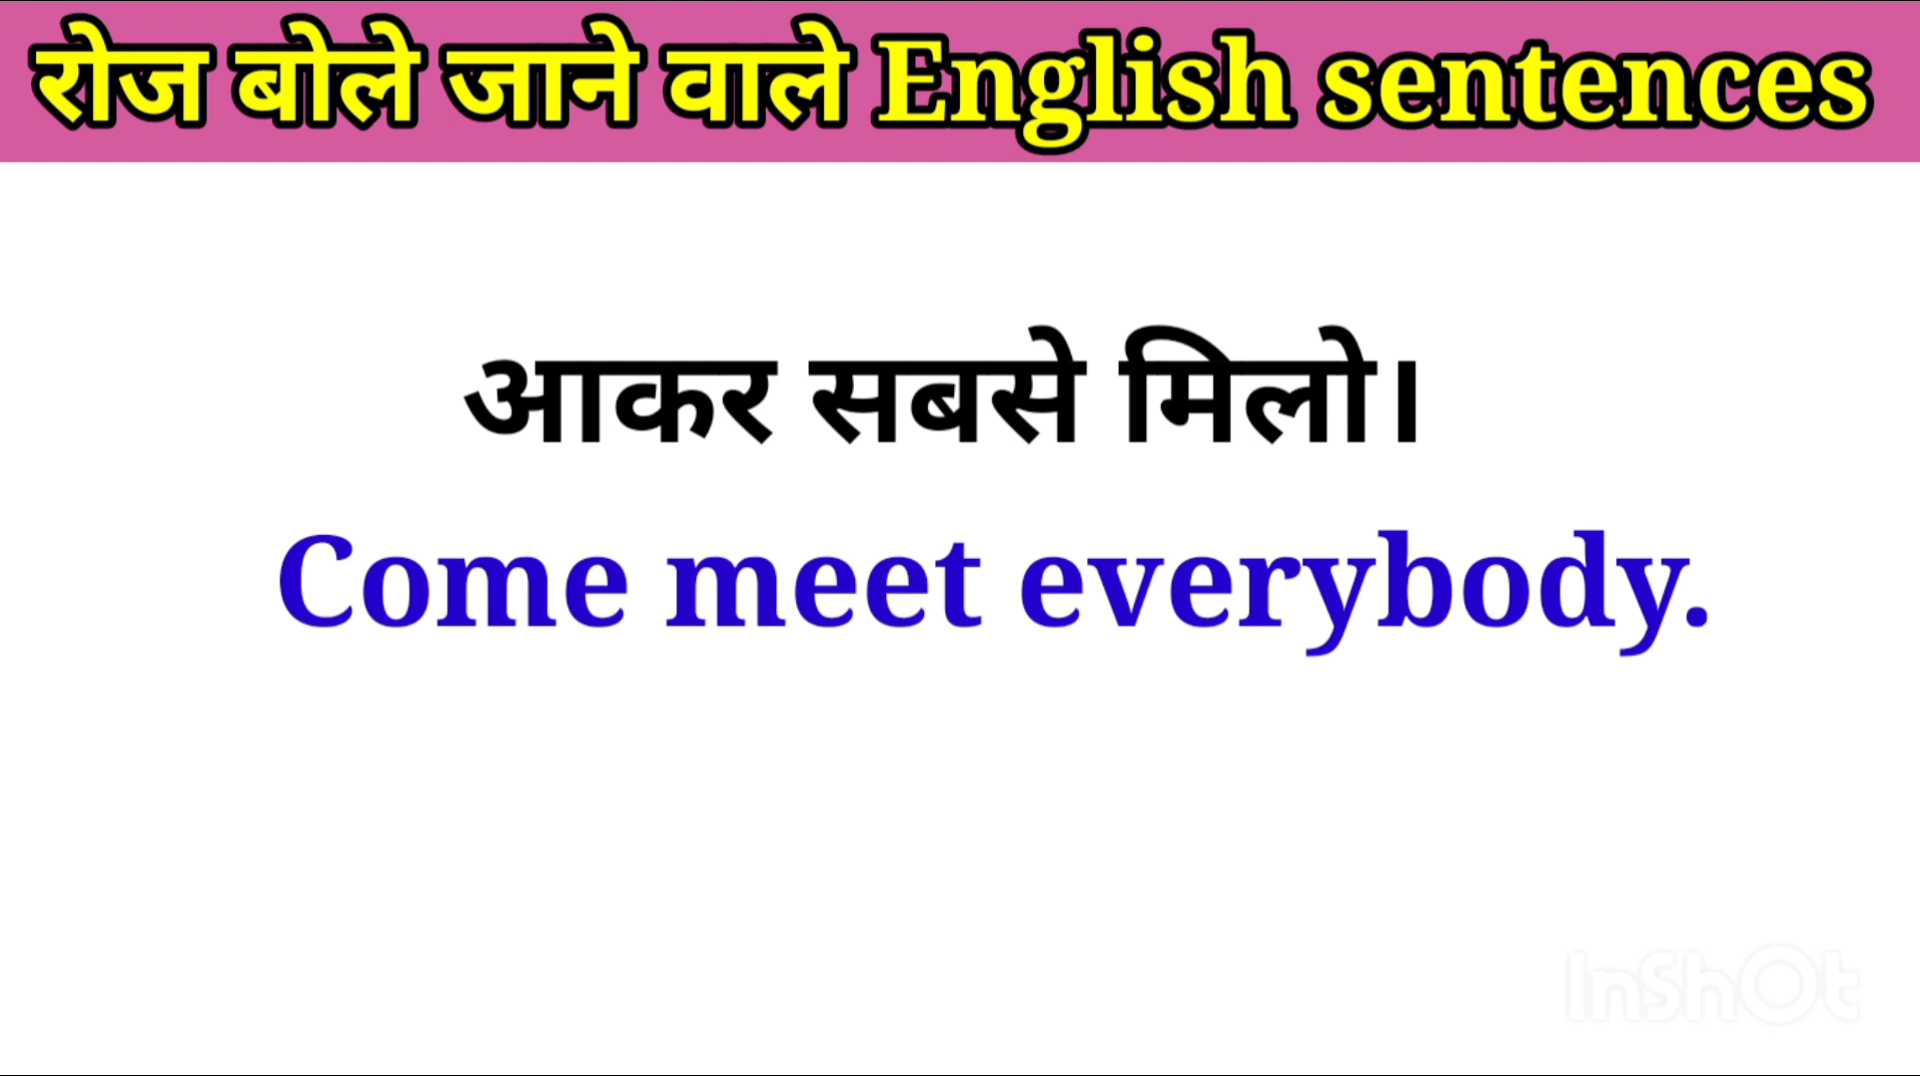 रोज बोले जाने वाले English sentences
आकर सबसे मिलो।
Come meet everybody.
InShOt